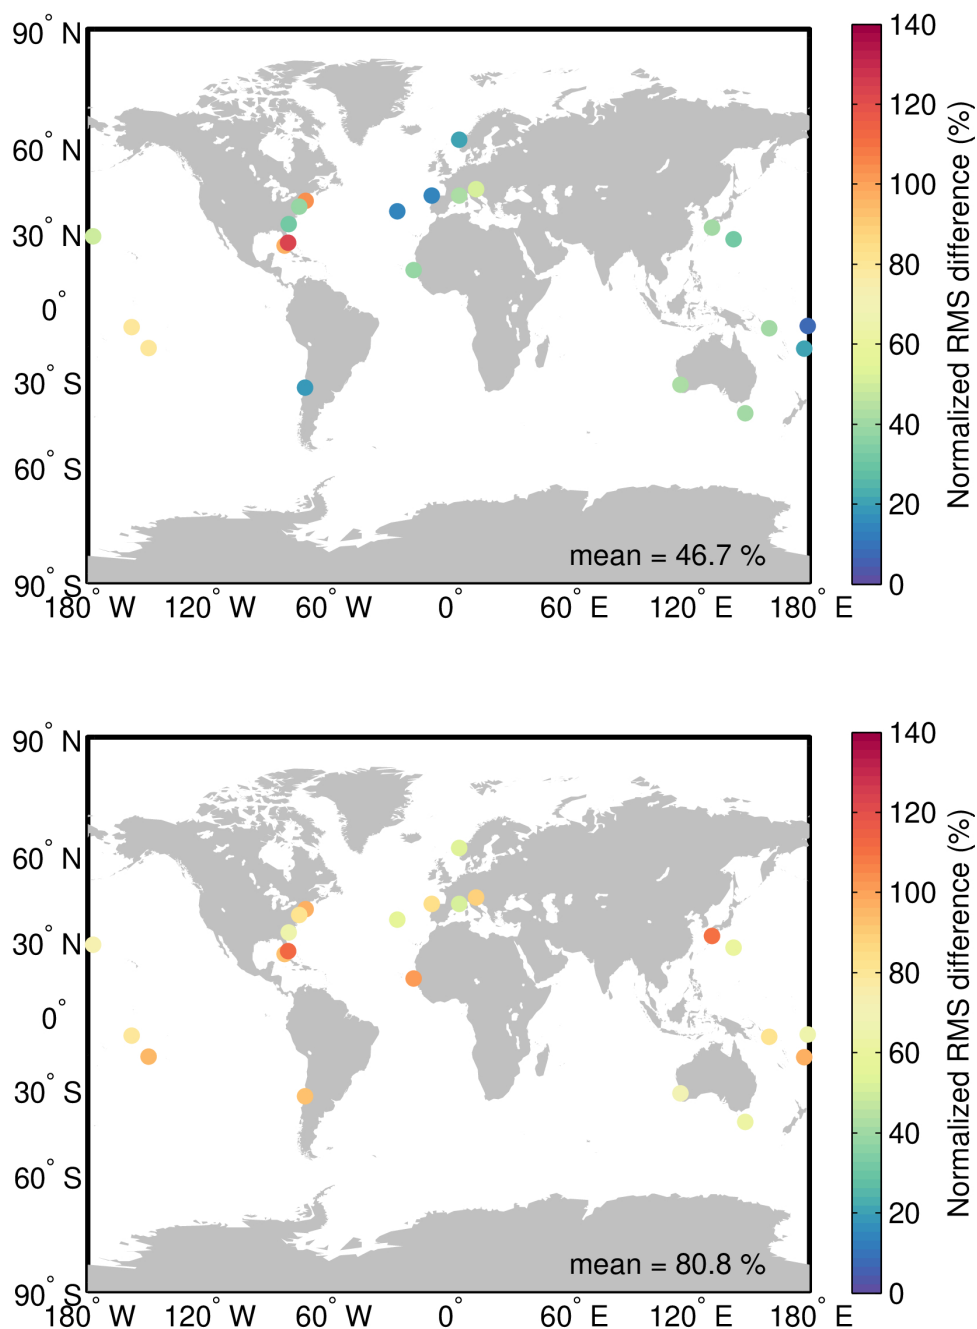 90° N
60° N
30° N
0°
30° S
60° S
90° S
180° W 120° W 60° W 0° 60° E 120° E 180° E
mean = 46.7 %
140
120
100
80
60
40
20
0
Normalized RMS difference (%)
90° N
60° N
30° N
0°
30° S
60° S
90° S
180° W 120° W 60° W 0° 60° E 120° E 180° E
mean = 80.8 %
140
120
100
80
60
40
20
0
Normalized RMS difference (%)